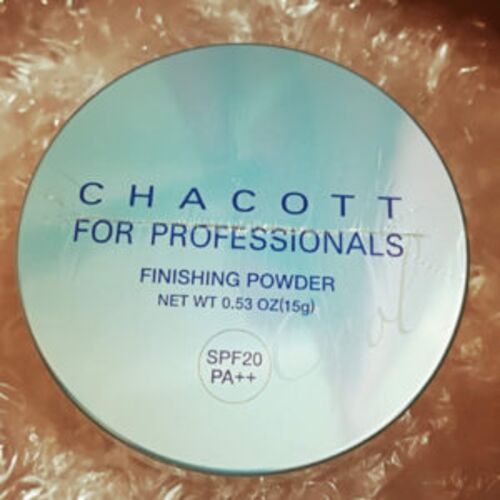 CHACOTT
FOR PROFESSIONALS
FINISHING POWDER
NET WT 0.53 OZ(15g)
SPF20
PA++